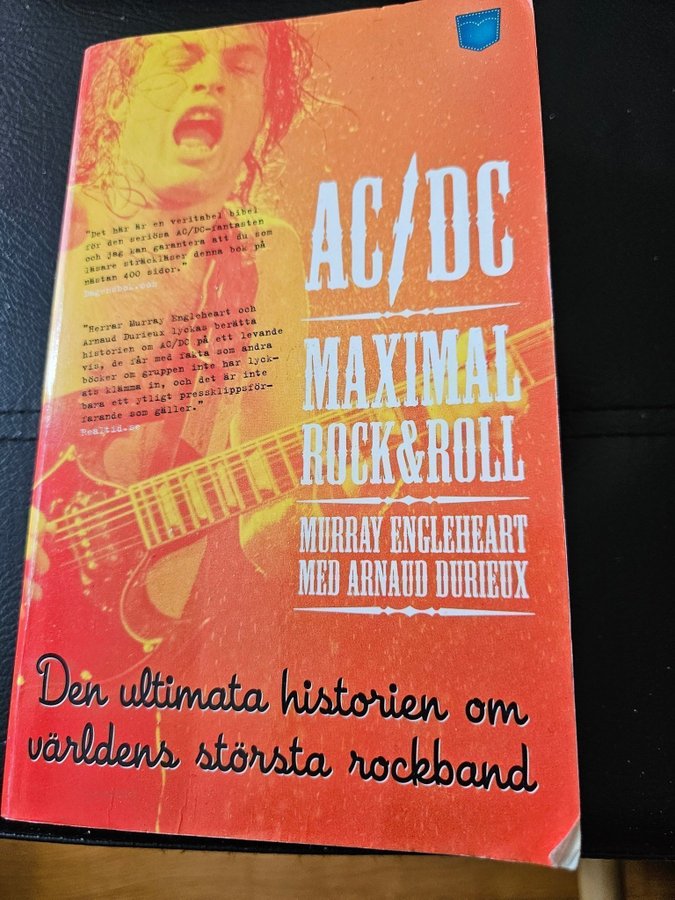 "Det här är en veritabel bibel
för den seriösa AC/DC-fantasten
och jag kan garantera att du som
läsare sträckläser denna bok på
nästan 400 sidor."
Dagensbok.com
"Herrar Murray Engleheart och
Arnaud Durieux lyckas berätta
historien om AC/DC på ett levande
vis, de får med fakta som andra
böcker om gruppen inte har lyck-
ats klämma in, och det är inte
bara ett ytligt pressklippsför-
farande som gäller."
Realtid.se
AC/DC
MAXIMAL
ROCK&ROLL
MURRAY ENGLEHEART
MED ARNAUD DURIEUX
Den ultimata historien om
världens största rockband